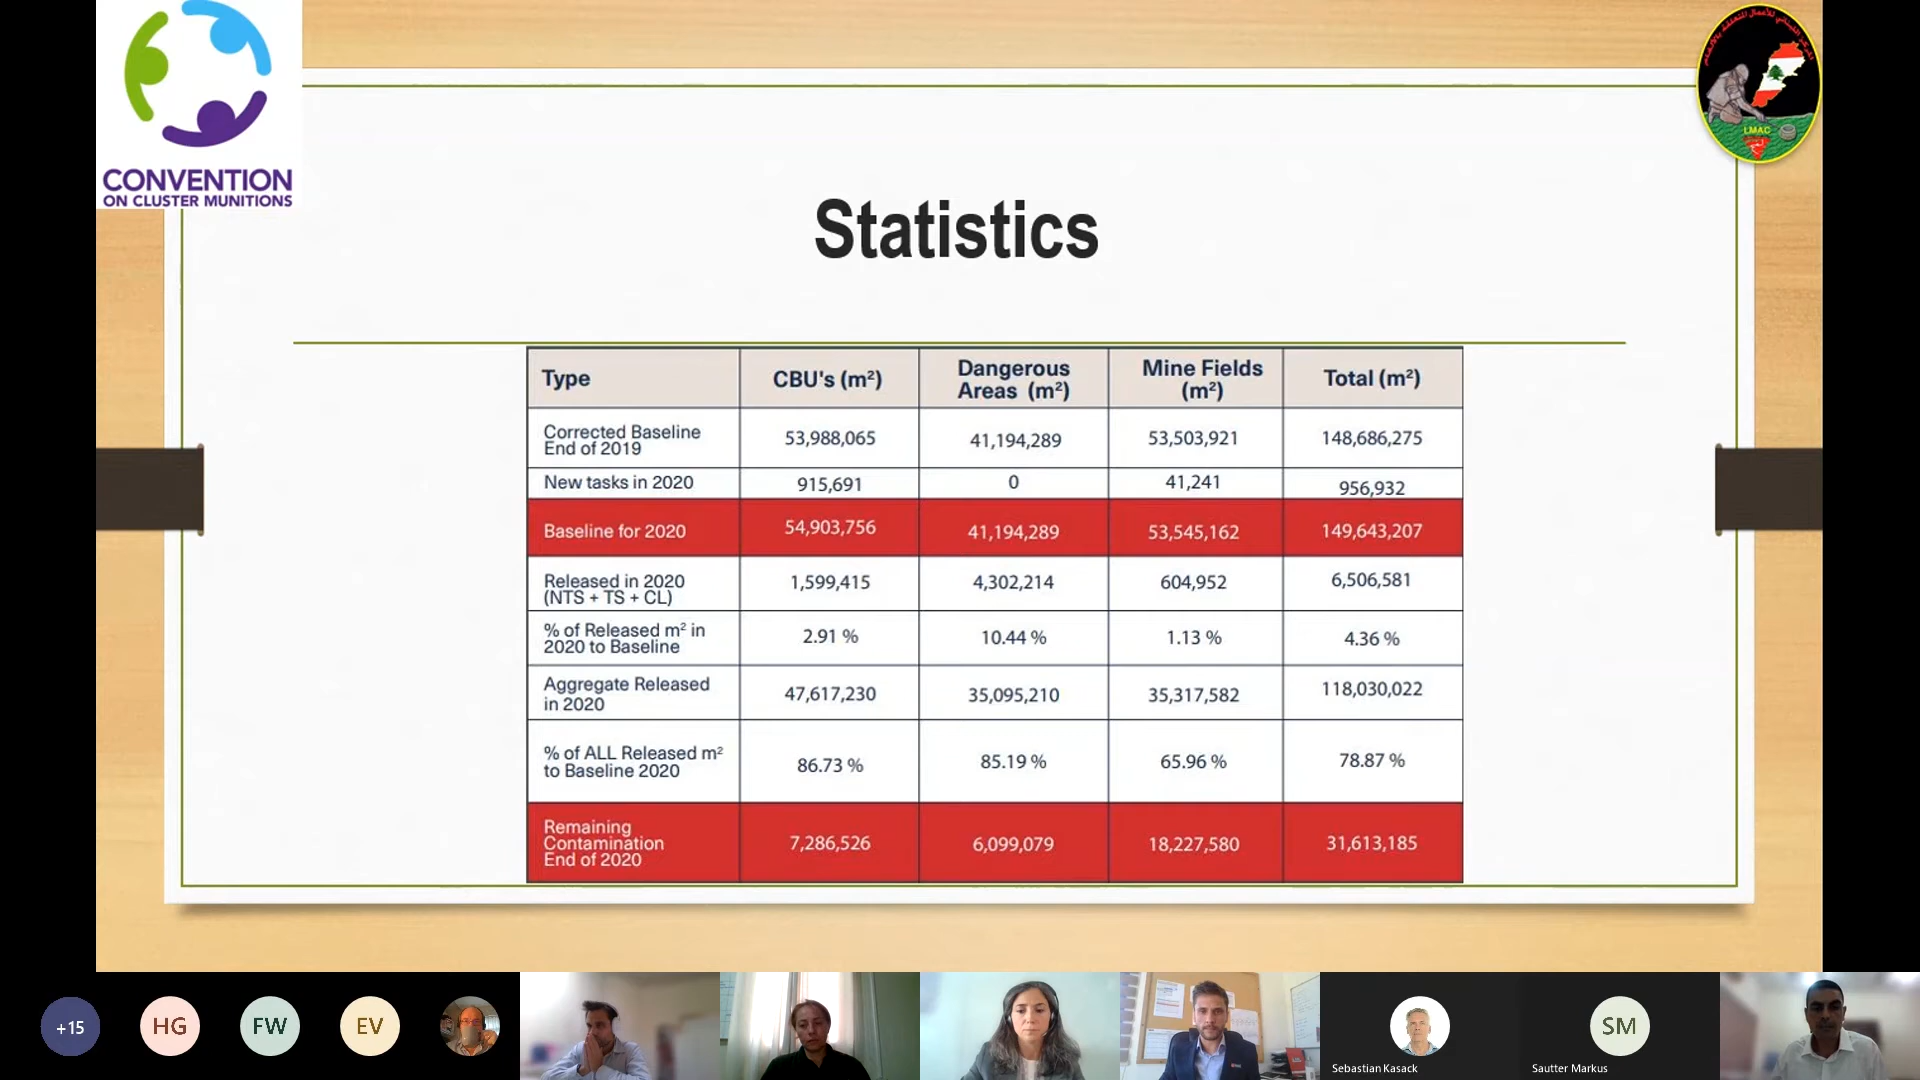 CONVENTION
ON CLUSTER MUNITIONS
LMAC
Statistics
Type CBU's (m²) Dangerous Areas (m²) Mine Fields (m²) Total (m²)
Corrected Baseline End of 2019 53,988,065 41,194,289 53,503,921 148,686,275
New tasks in 2020 915,691 0 41,241 956,932
Baseline for 2020 54,903,756 41,194,289 53,545,162 149,643,207
Released in 2020 (NTS + TS + CL) 1,599,415 4,302,214 604,952 6,506,581
% of Released m² in 2020 to Baseline 2.91 % 10.44 % 1.13 % 4.36 %
Aggregate Released in 2020 47,617,230 35,095,210 35,317,582 118,030,022
% of ALL Released m² to Baseline 2020 86.73 % 85.19 % 65.96 % 78.87 %
Remaining Contamination End of 2020 7,286,526 6,099,079 18,227,580 31,613,185
+15 HG FW EV SM
Sebastian Kasack Sautter Markus